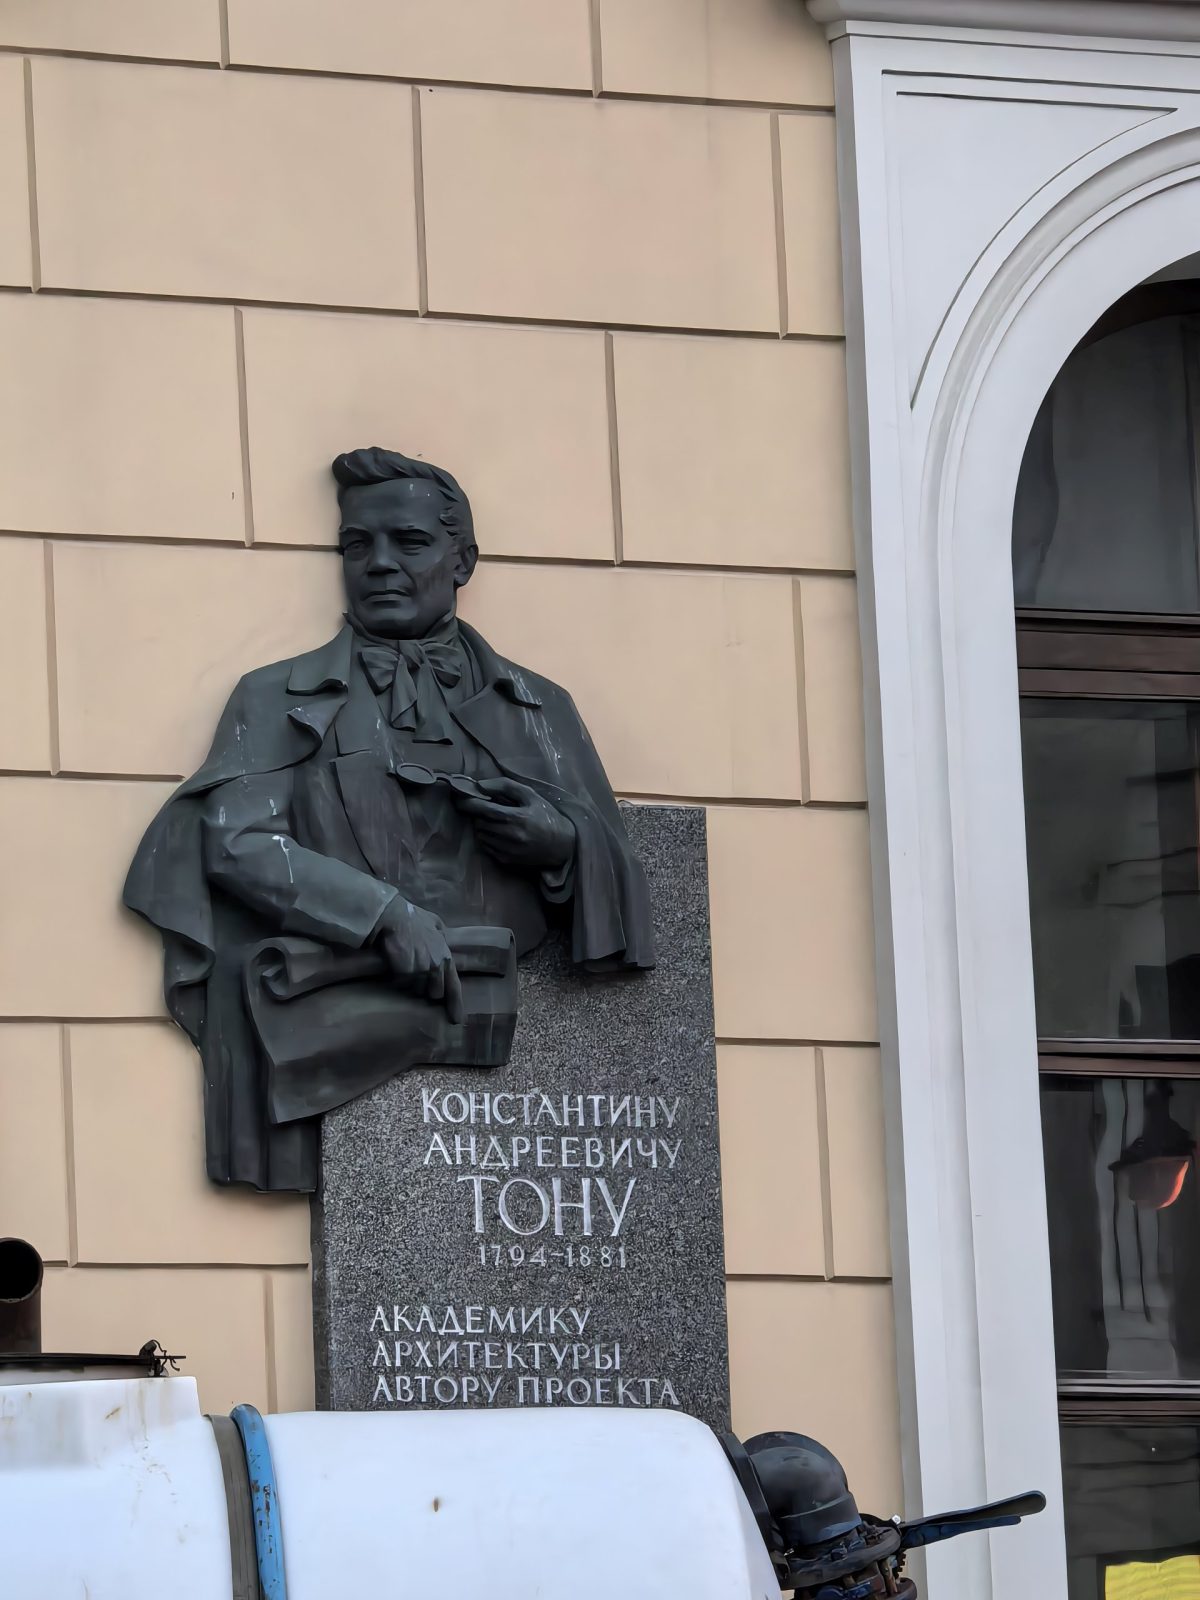 КОНСТАНТИНУ
АНДРЕЕВИЧУ
ТОНУ
1794-1881
АКАДЕМИКУ
АРХИТЕКТУРЫ
АВТОРУ ПРОЕКТА